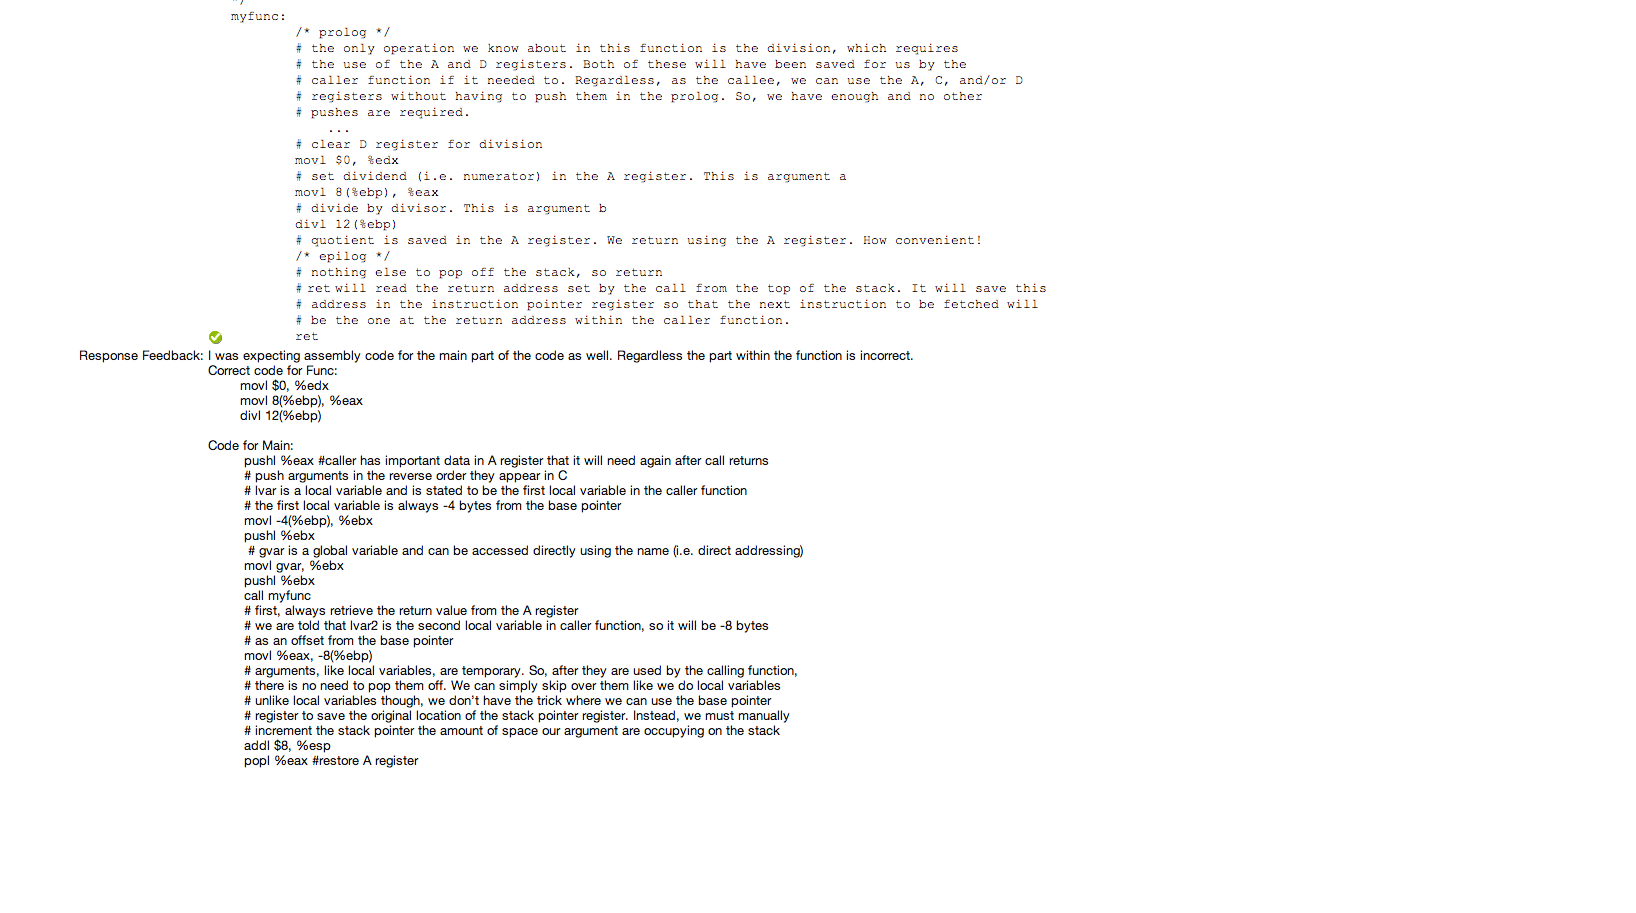 */
myfunc:
/* prolog */
# the only operation we know about in this function is the division, which requires
# the use of the A and D registers. Both of these will have been saved for us by the
# caller function if it needed to. Regardless, as the callee, we can use the A, C, and/or D
# registers without having to push them in the prolog. So, we have enough and no other
# pushes are required.
...
# clear D register for division
movl $0, %edx
# set dividend (i.e. numerator) in the A register. This is argument a
movl 8(%ebp), %eax
# divide by divisor. This is argument b
divl 12(%ebp)
# quotient is saved in the A register. We return using the A register. How convenient!
/* epilog */
# nothing else to pop off the stack, so return
# ret will read the return address set by the call from the top of the stack. It will save this
# address in the instruction pointer register so that the next instruction to be fetched will
# be the one at the return address within the caller function.
ret
Response Feedback: I was expecting assembly code for the main part of the code as well. Regardless the part within the function is incorrect.
Correct code for Func:
movl $0, %edx
movl 8(%ebp), %eax
divl 12(%ebp)
Code for Main:
pushl %eax #caller has important data in A register that it will need again after call returns
# push arguments in the reverse order they appear in C
# lvar is a local variable and is stated to be the first local variable in the caller function
# the first local variable is always -4 bytes from the base pointer
movl -4(%ebp), %ebx
pushl %ebx
# gvar is a global variable and can be accessed directly using the name (i.e. direct addressing)
movl gvar, %ebx
pushl %ebx
call myfunc
# first, always retrieve the return value from the A register
# we are told that lvar2 is the second local variable in caller function, so it will be -8 bytes
# as an offset from the base pointer
movl %eax, -8(%ebp)
# arguments, like local variables, are temporary. So, after they are used by the calling function,
# there is no need to pop them off. We can simply skip over them like we do local variables
# unlike local variables though, we don't have the trick where we can use the base pointer
# register to save the original location of the stack pointer register. Instead, we must manually
# increment the stack pointer the amount of space our argument are occupying on the stack
addl $8, %esp
popl %eax #restore A register